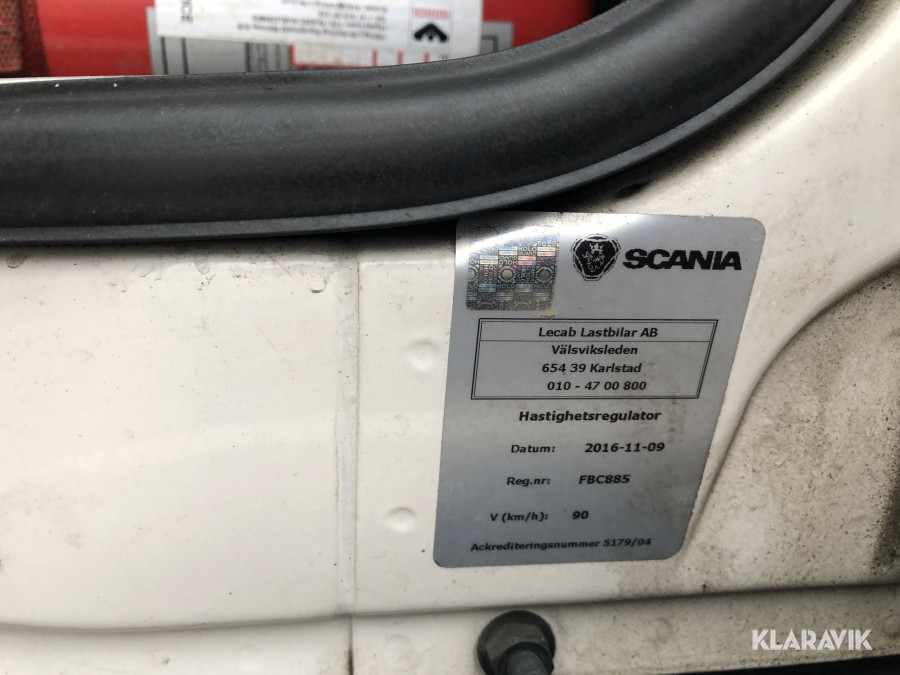 SCANIA
Lecab Lastbilar AB
Välsviksleden
654 39 Karlstad
010 - 47 00 800
Hastighetsregulator
Datum: 2016-11-09
Reg.nr: FBC885
V (km/h): 90
Ackrediteringsnummer 5179/04
KLARAVIK